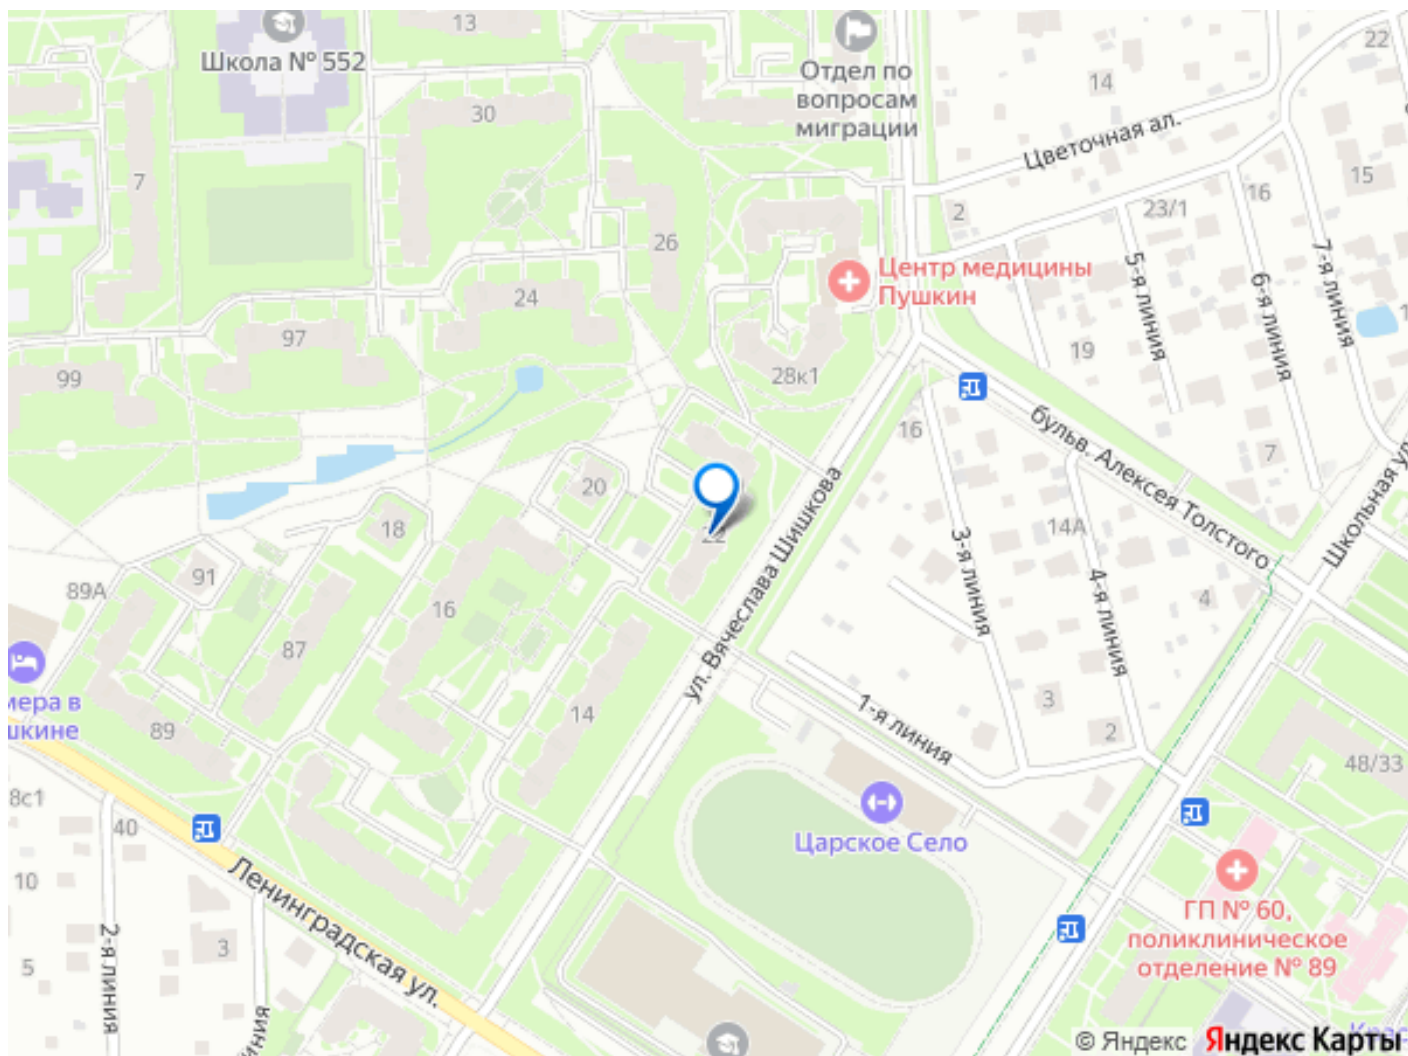 13
Школа № 552
30
7
Отдел по
вопросам
миграции
22
14
Цветочная ал.
15
16
2
23/1
26
5-я линия
6-я линия
7-я линия
Центр медицины
Пушкин
24
97
99
19
28к1
16
бульв. Алексея Толстого
7
Школьная ул.
20
18
22
ул. Вячеслава Шишкова
14А
3-я линия
4-я линия
4
91
89А
16
87
14
89
мера в
шкине
3
2
1-я линия
48/33
8с1
40
Царское Село
10
Ленинградская ул.
3
5
2-я линия
ГП № 60,
поликлиническое
отделение № 89
© Яндекс
Яндекс Карты